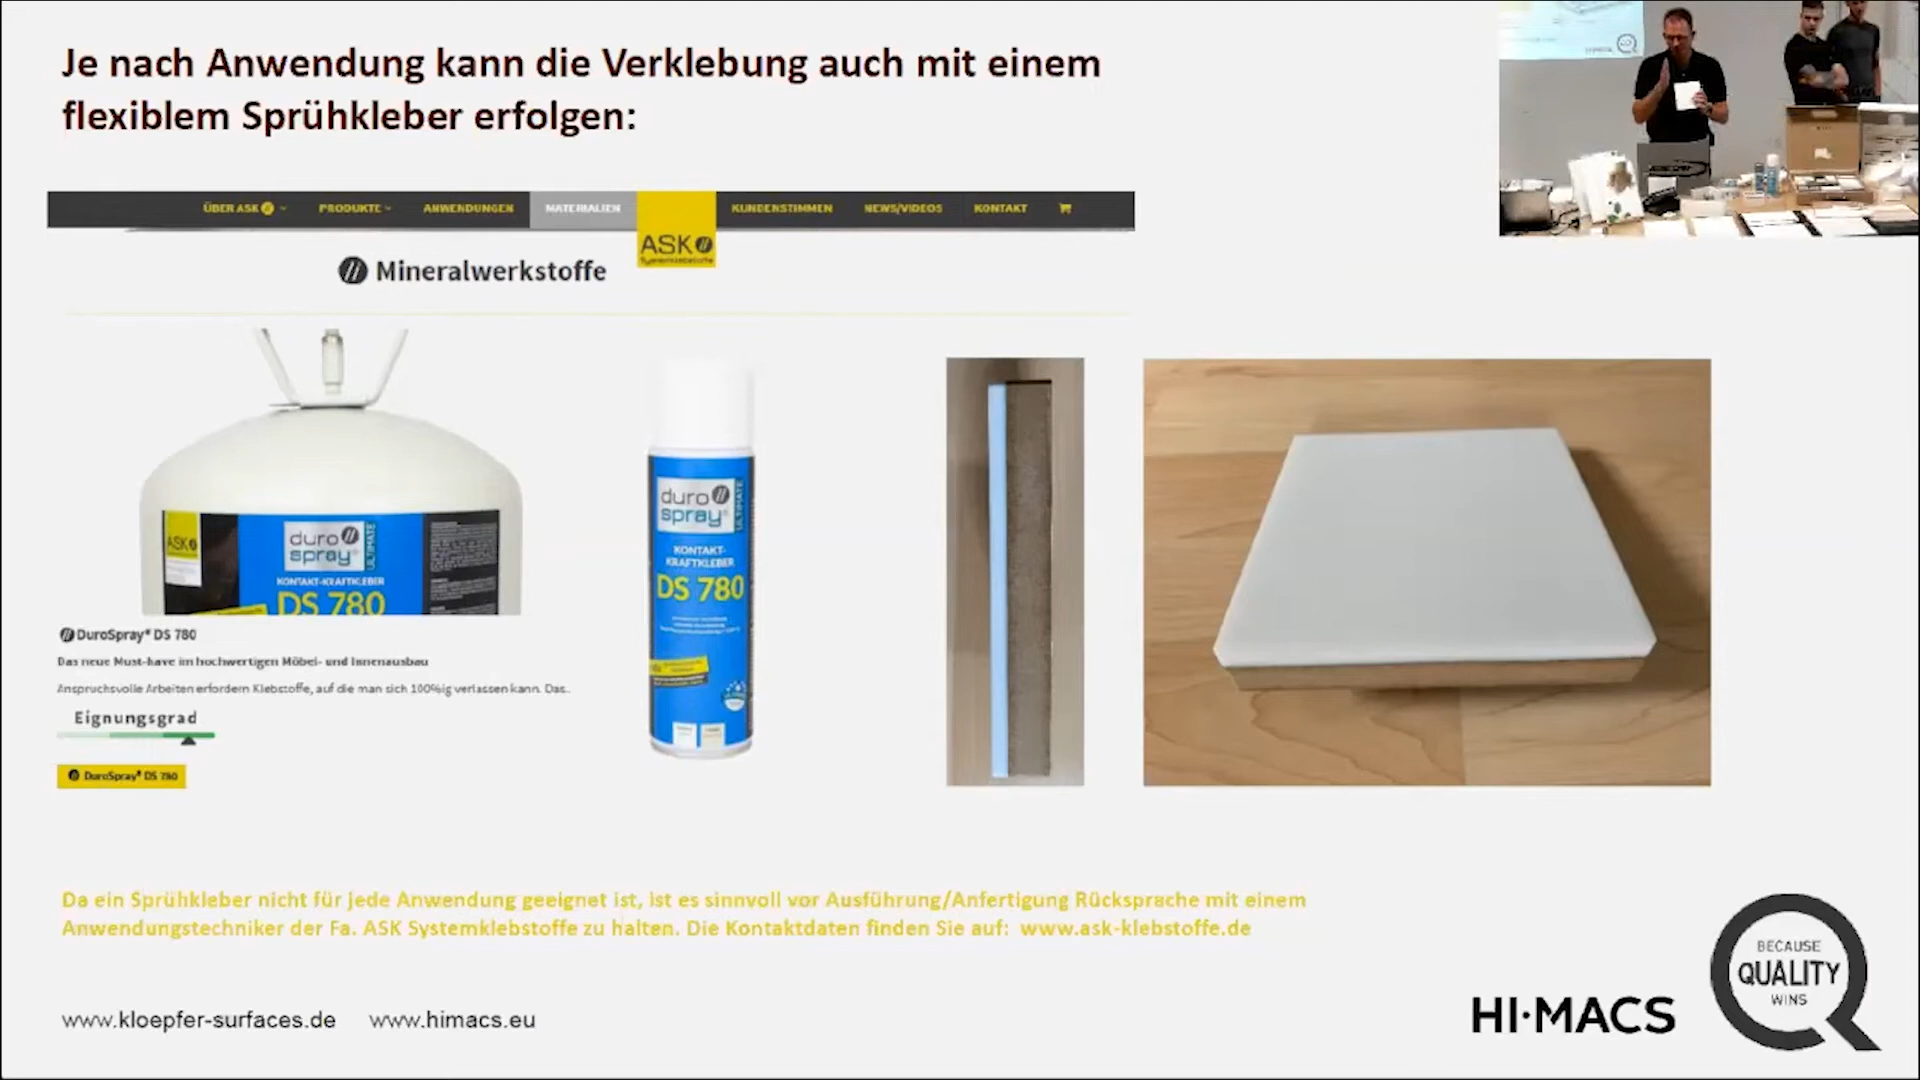 Je nach Anwendung kann die Verklebung auch mit einem
flexiblem Sprühkleber erfolgen:
ÜBER ASK PRODUKTE ANWENDUNGEN MATERIALIEN KUNDENSTIMMEN NEWS/VIDEOS KONTAKT
ASK
Systemklebstoffe
Mineralwerkstoffe
ASK
duro
spray®
ULTIMATE
KONTAKT-KRAFTKLEBER
DS 780
duro
spray®
ULTIMATE
KONTAKT-
KRAFTKLEBER
DS 780
DuroSpray® DS 780
Das neue Must-have im hochwertigen Möbel- und Innenausbau
Anspruchsvolle Arbeiten erfordern Klebstoffe, auf die man sich 100%ig verlassen kann. Das..
Eignungsgrad
DuroSpray® DS 780
Da ein Sprühkleber nicht für jede Anwendung geeignet ist, ist es sinnvoll vor Ausführung/Anfertigung Rücksprache mit einem
Anwendungstechniker der Fa. ASK Systemklebstoffe zu halten. Die Kontaktdaten finden Sie auf: www.ask-klebstoffe.de
www.kloepfer-surfaces.de www.himacs.eu
HI·MACS
BECAUSE
QUALITY
WINS